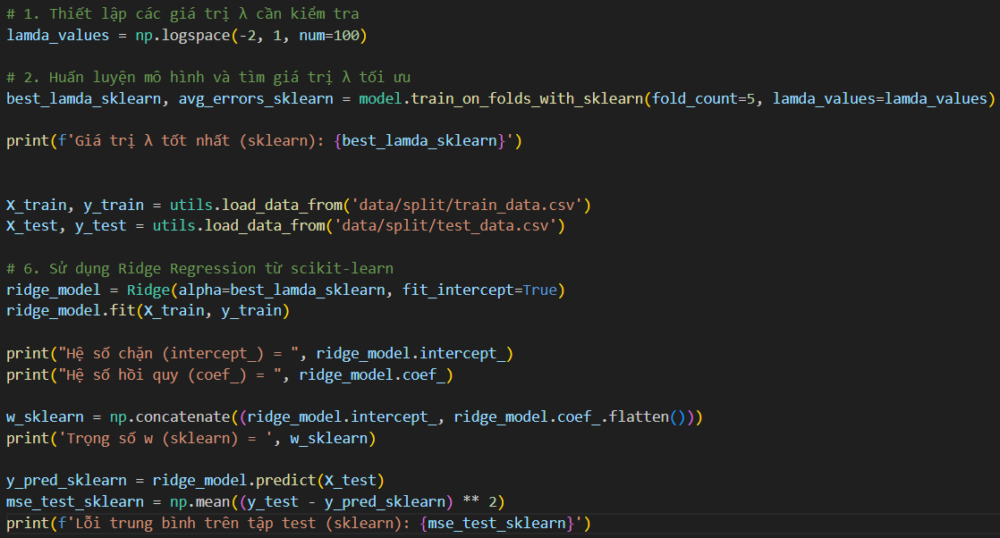 # 1. Thiết lập các giá trị λ cần kiểm tra
lamda_values = np.logspace(-2, 1, num=100)
# 2. Huấn luyện mô hình và tìm giá trị λ tối ưu
best_lamda_sklearn, avg_errors_sklearn = model.train_on_folds_with_sklearn(fold_count=5, lamda_values=lamda_values)
print(f'Giá trị λ tốt nhất (sklearn): {best_lamda_sklearn}')
X_train, y_train = utils.load_data_from('data/split/train_data.csv')
X_test, y_test = utils.load_data_from('data/split/test_data.csv')
# 6. Sử dụng Ridge Regression từ scikit-learn
ridge_model = Ridge(alpha=best_lamda_sklearn, fit_intercept=True)
ridge_model.fit(X_train, y_train)
print("Hệ số chặn (intercept_) = ", ridge_model.intercept_)
print("Hệ số hồi quy (coef_) = ", ridge_model.coef_)
w_sklearn = np.concatenate((ridge_model.intercept_, ridge_model.coef_.flatten()))
print('Trọng số w (sklearn) = ', w_sklearn)
y_pred_sklearn = ridge_model.predict(X_test)
mse_test_sklearn = np.mean((y_test - y_pred_sklearn) ** 2)
print(f'Lỗi trung bình trên tập test (sklearn): {mse_test_sklearn}')